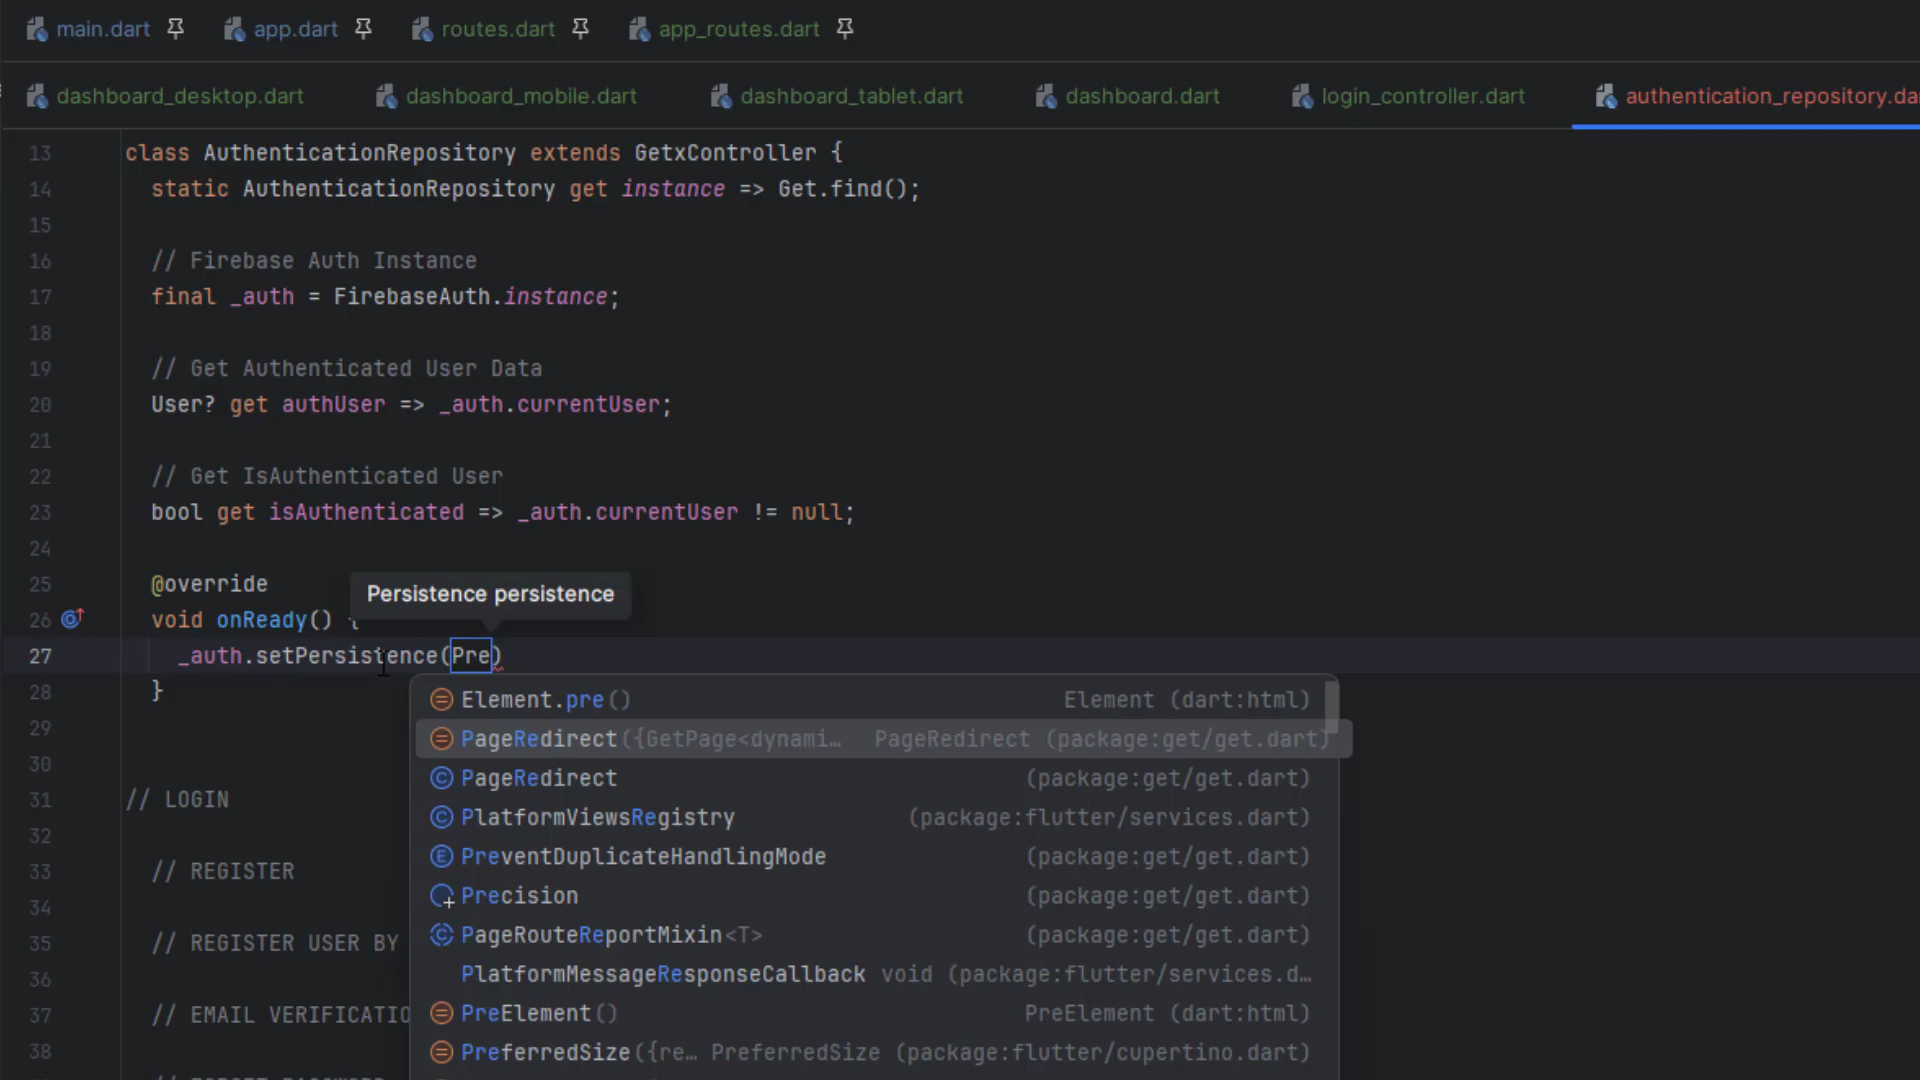 main.dart app.dart routes.dart app_routes.dart
dashboard_desktop.dart dashboard_mobile.dart dashboard_tablet.dart dashboard.dart login_controller.dart authentication_repository.da
13 class AuthenticationRepository extends GetxController {
14 static AuthenticationRepository get instance => Get.find();
15
16 // Firebase Auth Instance
17 final _auth = FirebaseAuth.instance;
18
19 // Get Authenticated User Data
20 User? get authUser => _auth.currentUser;
21
22 // Get IsAuthenticated User
23 bool get isAuthenticated => _auth.currentUser != null;
24
25 @override
Persistence persistence
26 void onReady() {
27 _auth.setPersistence(Pre)
28 }
29
30
31 // LOGIN
32
33 // REGISTER
34
35 // REGISTER USER BY
36
37 // EMAIL VERIFICATIO
38
Element.pre() Element (dart:html)
PageRedirect({GetPage<dynami… PageRedirect (package:get/get.dart)
PageRedirect (package:get/get.dart)
PlatformViewsRegistry (package:flutter/services.dart)
PreventDuplicateHandlingMode (package:get/get.dart)
Precision (package:get/get.dart)
PageRouteReportMixin<T> (package:get/get.dart)
PlatformMessageResponseCallback void (package:flutter/services.d…
PreElement() PreElement (dart:html)
PreferredSize({re… PreferredSize (package:flutter/cupertino.dart)